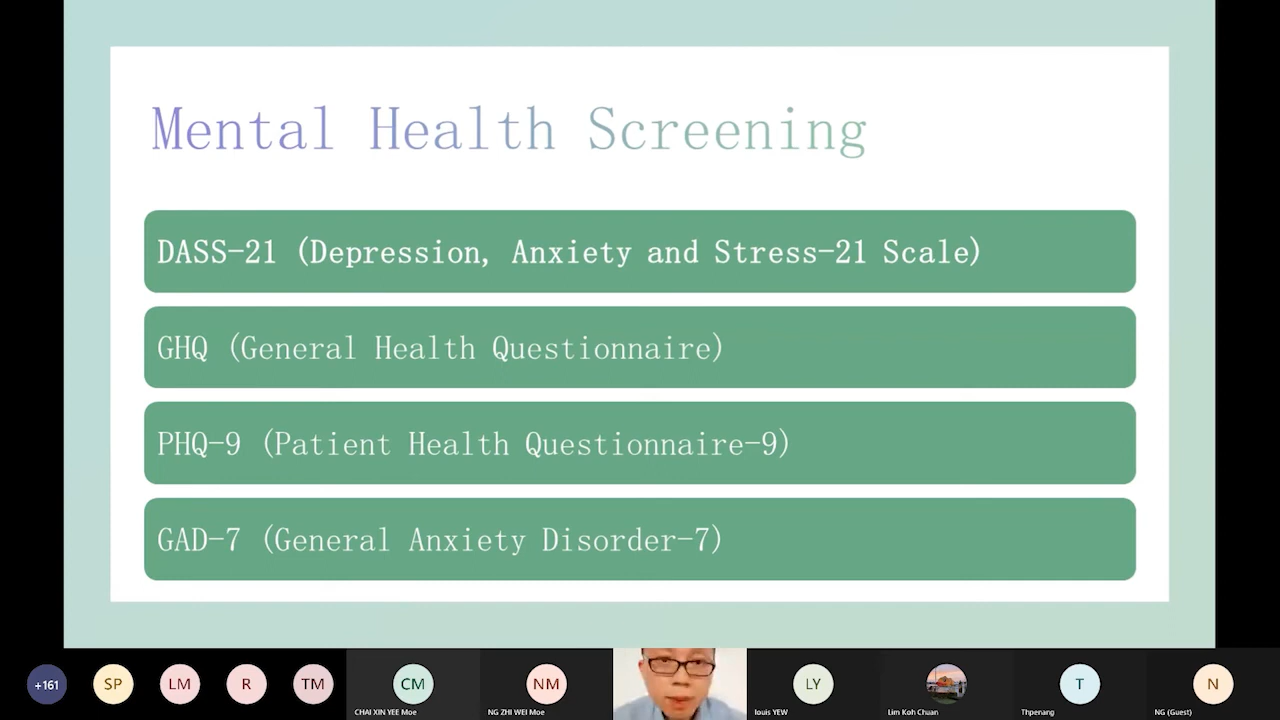 Mental Health Screening
DASS-21 (Depression, Anxiety and Stress-21 Scale)
GHQ (General Health Questionnaire)
PHQ-9 (Patient Health Questionnaire-9)
GAD-7 (General Anxiety Disorder-7)
+161
SP
LM
R
TM
CM
CHAI XIN YEE Moe
NM
NG ZHI WEI Moe
LY
louis YEW
Lim Koh Chuan
T
Thpenang
N
NG (Guest)